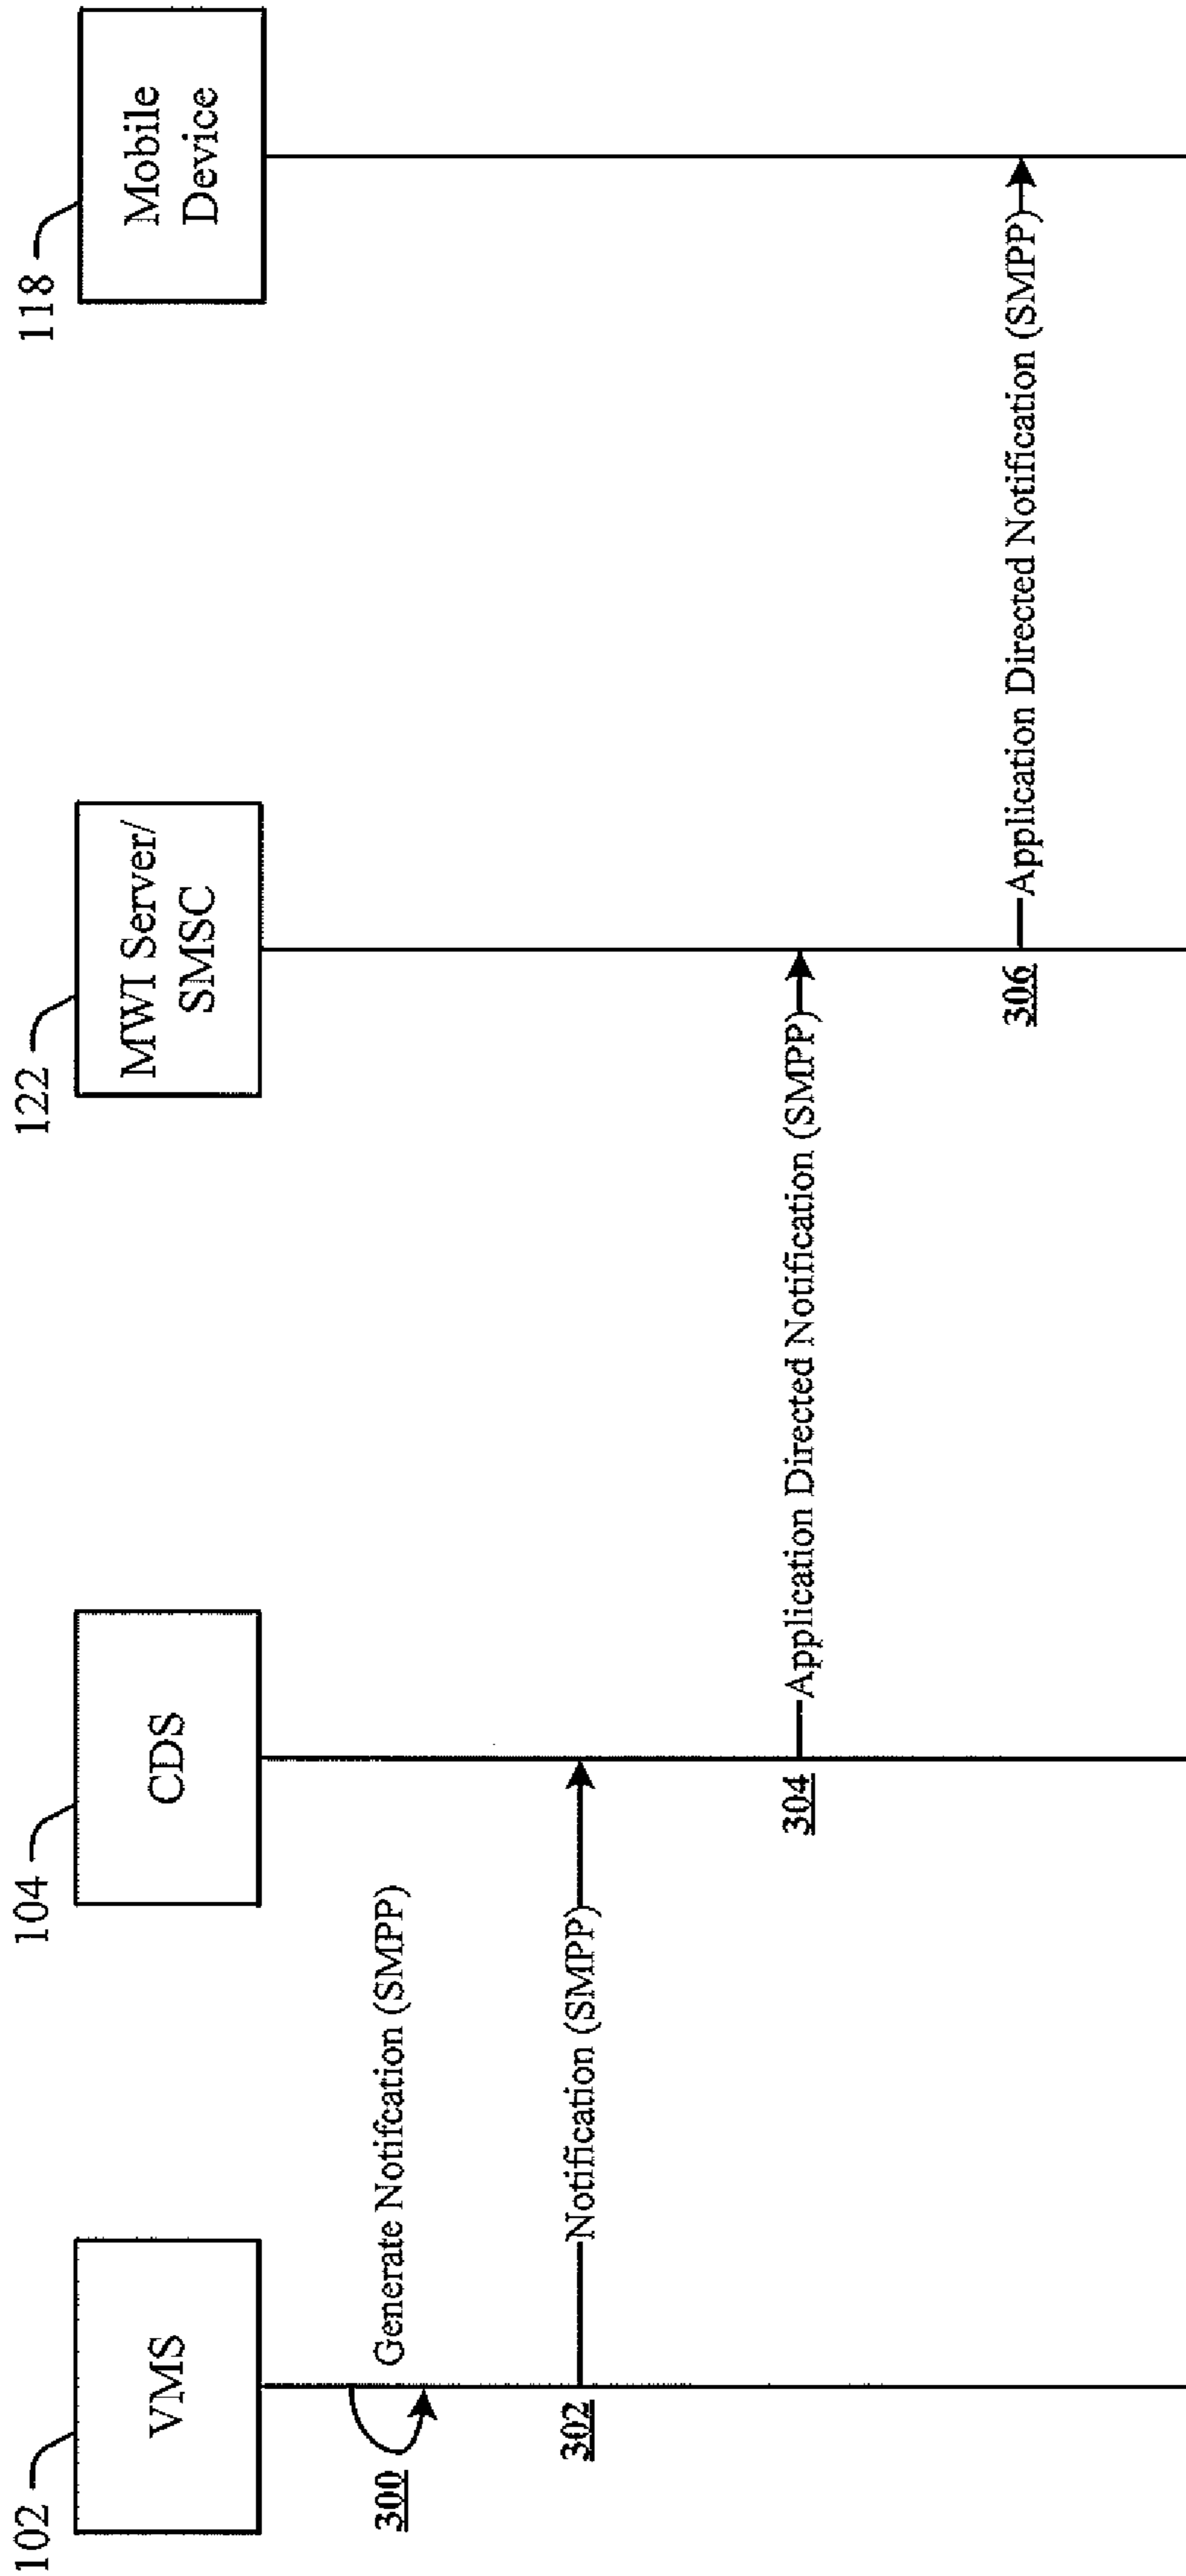 102
VMS
104
CDS
122
MWI Server/
SMSC
118
Mobile
Device
300
Generate Notifcation (SMPP)
302
Notification (SMPP)
304
Application Directed Notification (SMPP)
306
Application Directed Notification (SMPP)